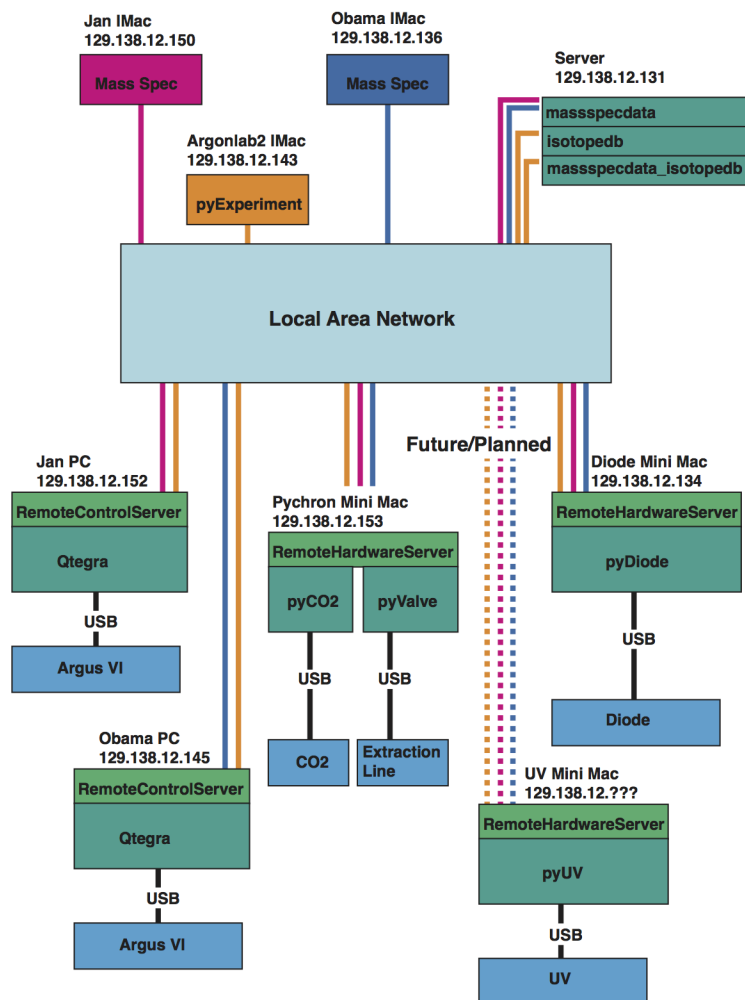 Jan IMac
129.138.12.150
Mass Spec
Obama IMac
129.138.12.136
Mass Spec
Server
129.138.12.131
massspecdata
isotopedb
massspecdata_isotopedb
Argonlab2 IMac
129.138.12.143
pyExperiment
Local Area Network
Future/Planned
Jan PC
129.138.12.152
RemoteControlServer
Qtegra
USB
Argus VI
Pychron Mini Mac
129.138.12.153
RemoteHardwareServer
pyCO2
pyValve
USB
USB
CO2
Extraction
Line
Diode Mini Mac
129.138.12.134
RemoteHardwareServer
pyDiode
USB
Diode
Obama PC
129.138.12.145
RemoteControlServer
Qtegra
USB
Argus VI
UV Mini Mac
129.138.12.???
RemoteHardwareServer
pyUV
USB
UV